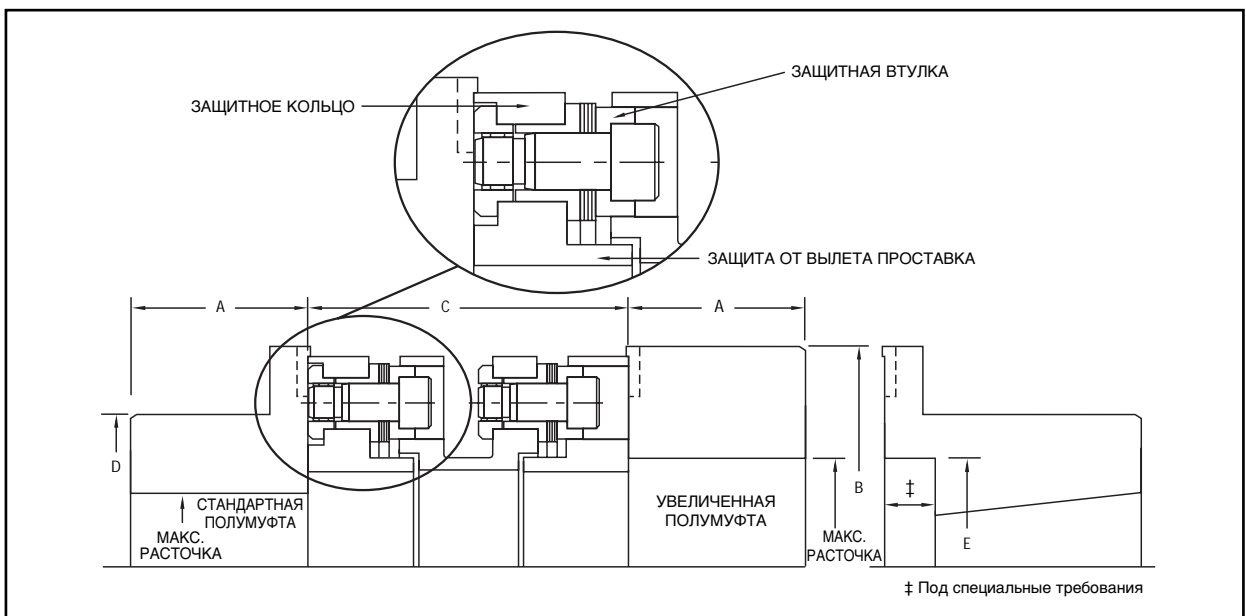 ЗАЩИТНАЯ ВТУЛКА
ЗАЩИТНОЕ КОЛЬЦО
ЗАЩИТА ОТ ВЫЛЕТА ПРОСТАВКА
A
C
A
D
СТАНДАРТНАЯ
ПОЛУМУФТА
МАКС.
РАСТОЧКА
УВЕЛИЧЕННАЯ
ПОЛУМУФТА
МАКС.
РАСТОЧКА
B
‡
E
‡ Под специальные требования